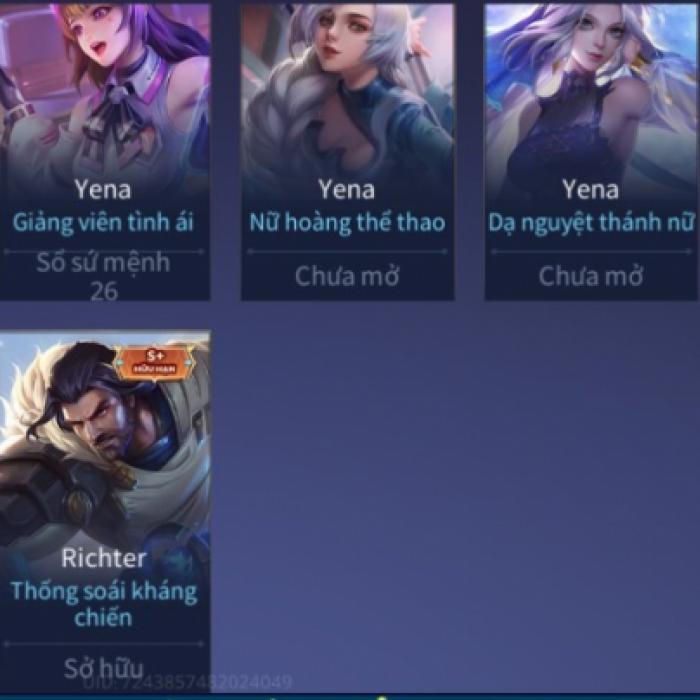 Yena
Giảng viên tình ái
Số sứ mệnh
26
Yena
Nữ hoàng thể thao
Chưa mở
Yena
Dạ nguyệt thánh nữ
Chưa mở
S+
HỮU HẠN
Richter
Thống soái kháng
chiến
Sở hữu
UID: 7243857432024049